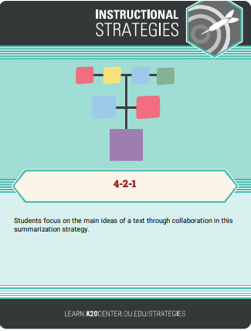 INSTRUCTIONAL
STRATEGIES
4-2-1
Students focus on the main ideas of a text through collaboration in this
summarization strategy.
LEARN.K20CENTER.OU.EDU/STRATEGIES